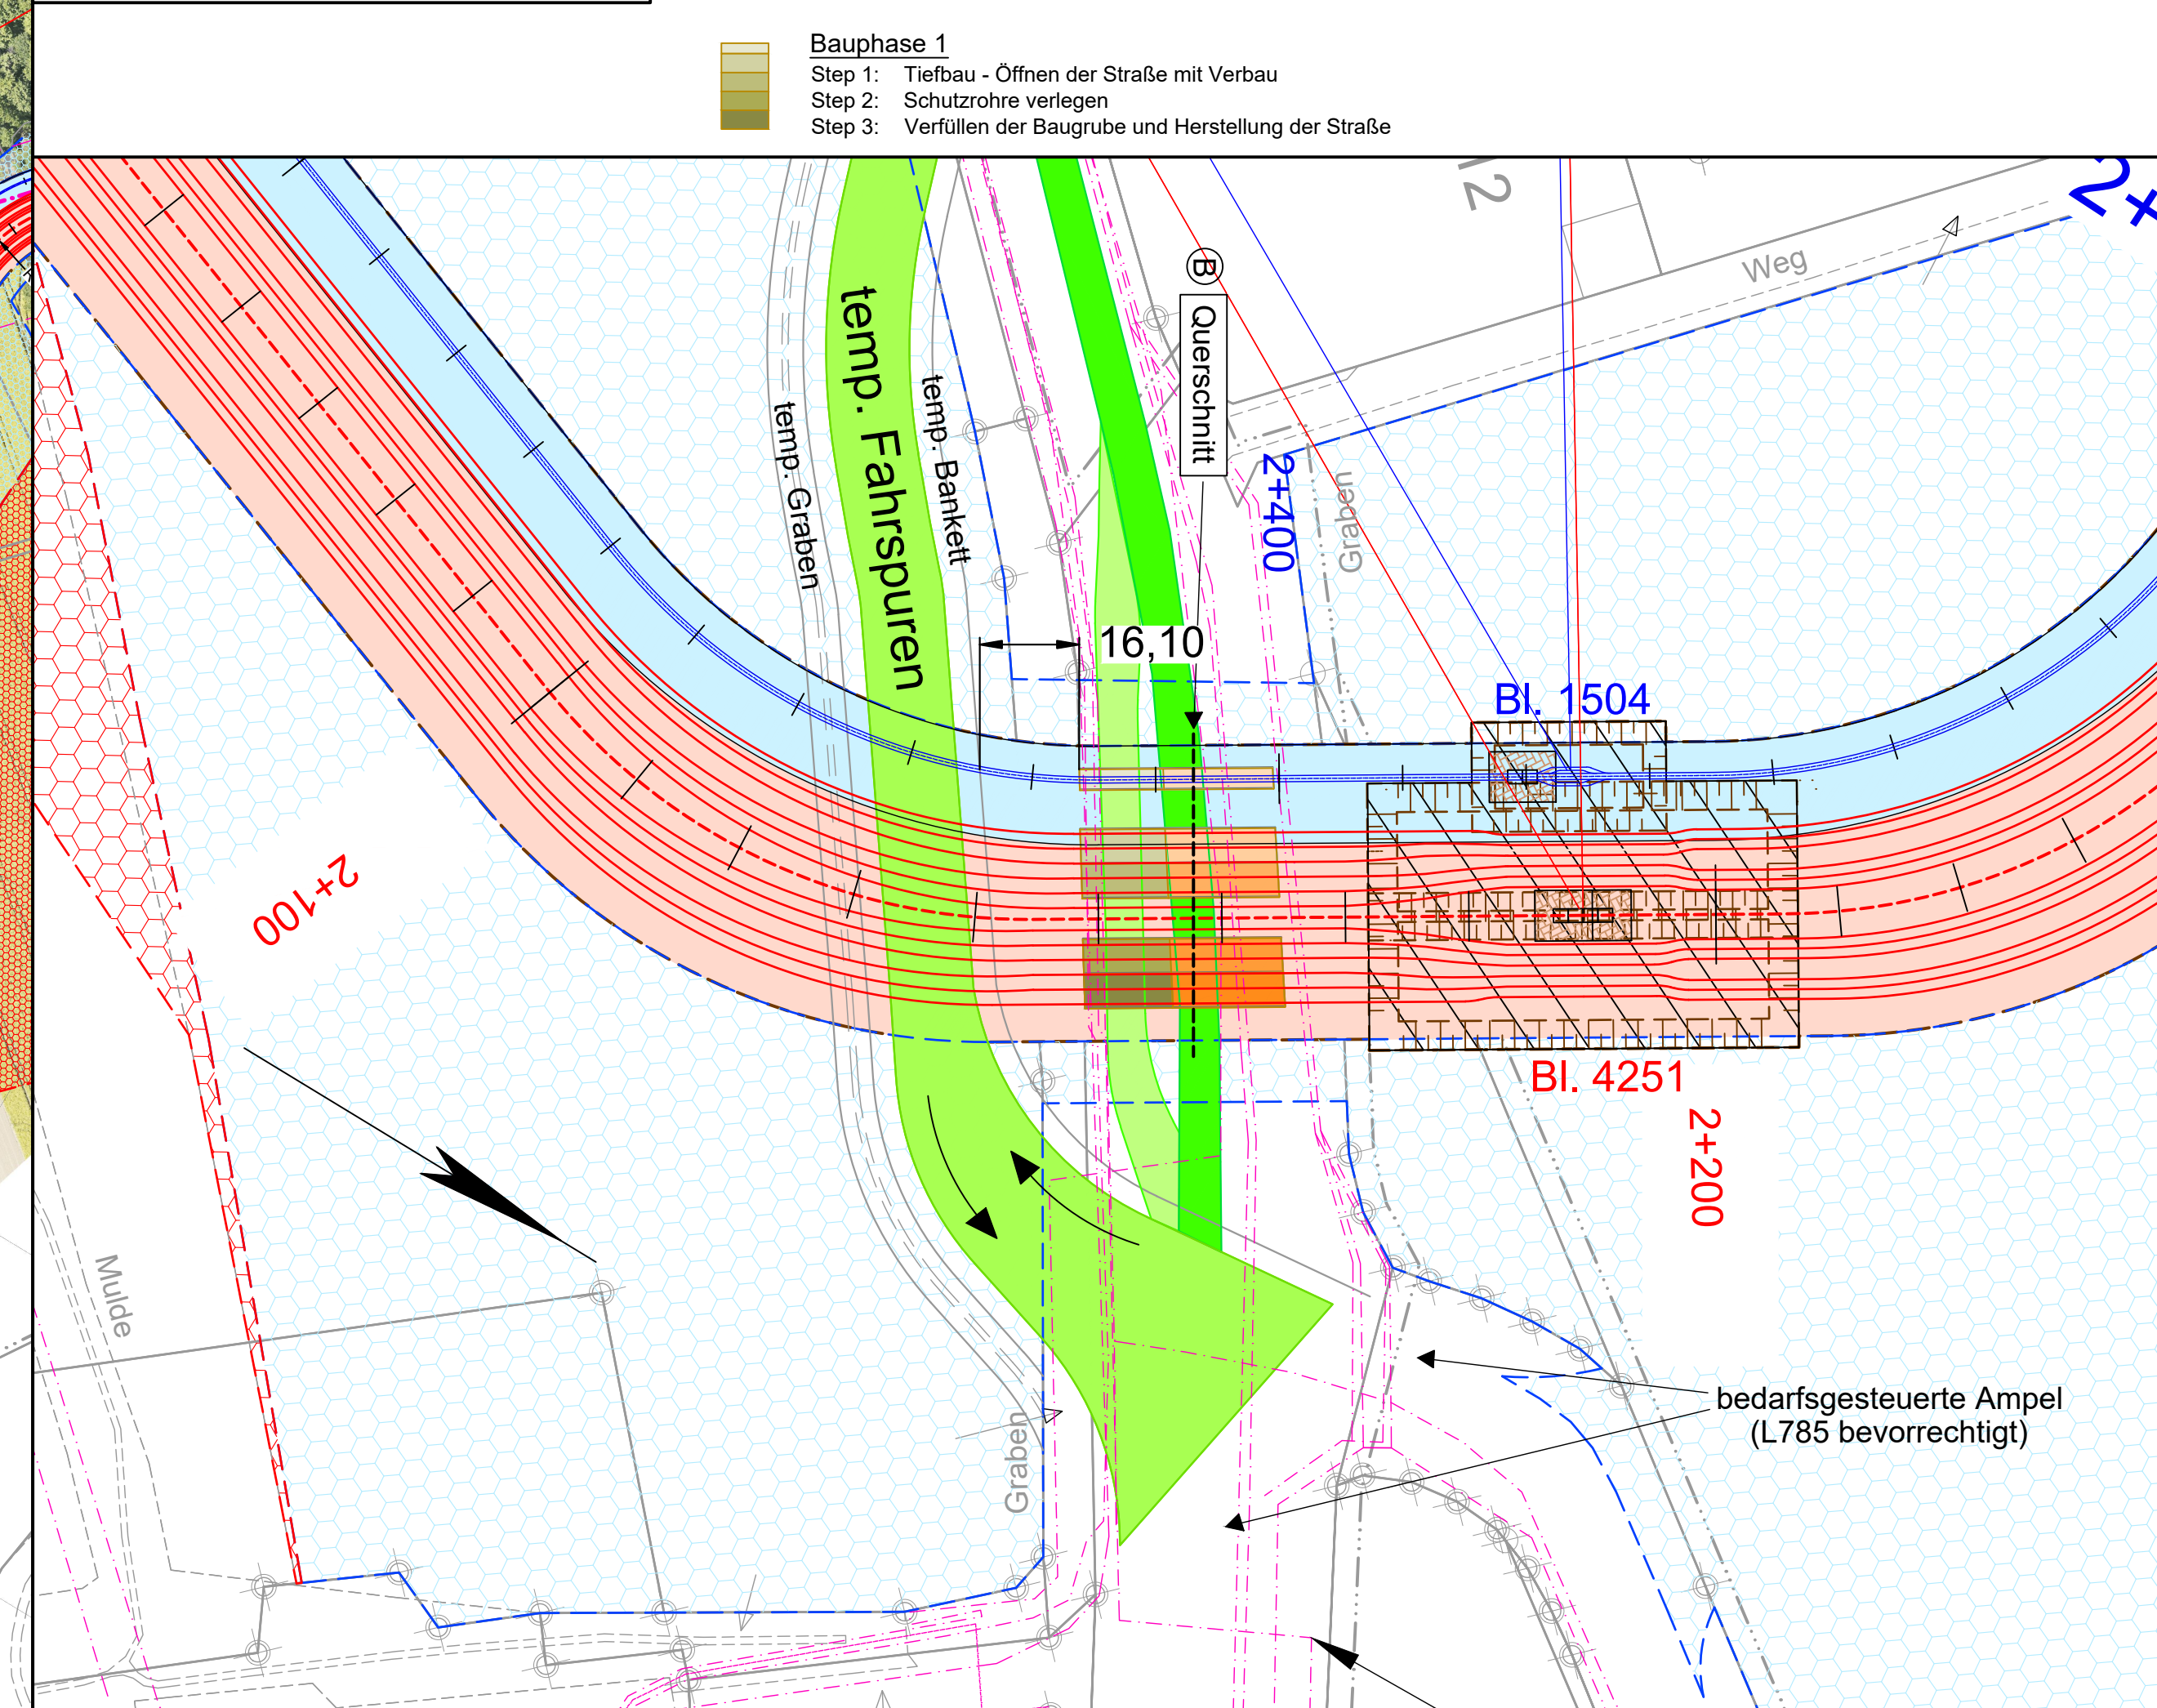 Bauphase 1
Step 1: Tiefbau - Öffnen der Straße mit Verbau
Step 2: Schutzrohre verlegen
Step 3: Verfüllen der Baugrube und Herstellung der Straße
Weg
B
Querschnitt
temp. Fahrspuren
temp. Bankett
temp. Graben
2+400
Graben
16,10
Bl. 1504
2+100
Bl. 4251
2+200
Mulde
Graben
bedarfsgesteuerte Ampel
(L785 bevorrechtigt)